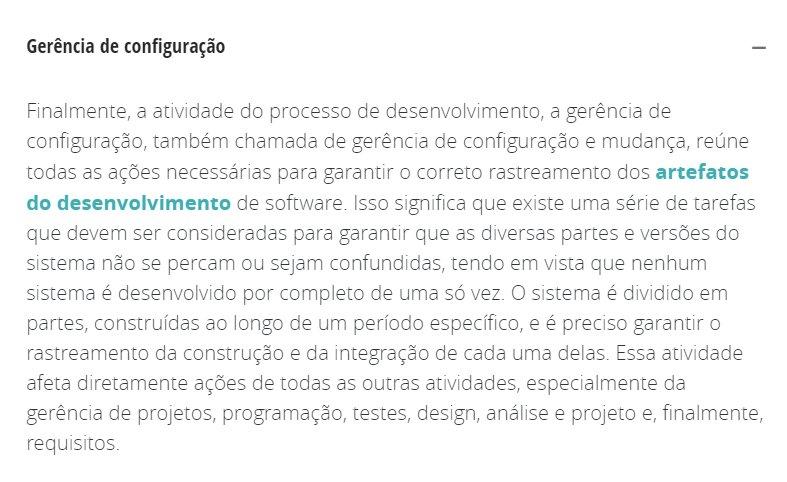 Gerência de configuração
Finalmente, a atividade do processo de desenvolvimento, a gerência de
configuração, também chamada de gerência de configuração e mudança, reúne
todas as ações necessárias para garantir o correto rastreamento dos artefatos
do desenvolvimento de software. Isso significa que existe uma série de tarefas
que devem ser consideradas para garantir que as diversas partes e versões do
sistema não se percam ou sejam confundidas, tendo em vista que nenhum
sistema é desenvolvido por completo de uma só vez. O sistema é dividido em
partes, construídas ao longo de um período específico, e é preciso garantir o
rastreamento da construção e da integração de cada uma delas. Essa atividade
afeta diretamente ações de todas as outras atividades, especialmente da
gerência de projetos, programação, testes, design, análise e projeto e, finalmente,
requisitos.